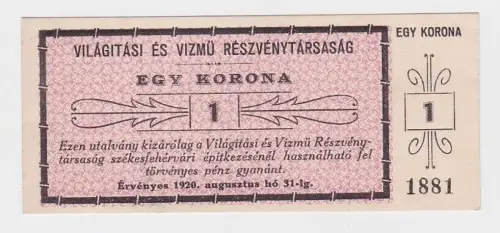 VILÁGITÁSI ÉS VIZMÜ RÉSZVÉNYTÁRSASÁG
EGY KORONA
1
Ezen utalvány kizárólag a Világitási és Vizmü Részvény-
társaság székesfehérvári épitkezésénél használható fel
törvényes pénz gyanánt.
Érvényes 1920. augusztus hó 31-ig.
EGY KORONA
1
1881